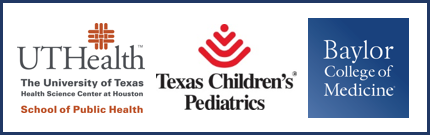 UTHealth™
The University of Texas
Health Science Center at Houston
School of Public Health
Texas Children's®
Pediatrics
Baylor
College of
Medicine